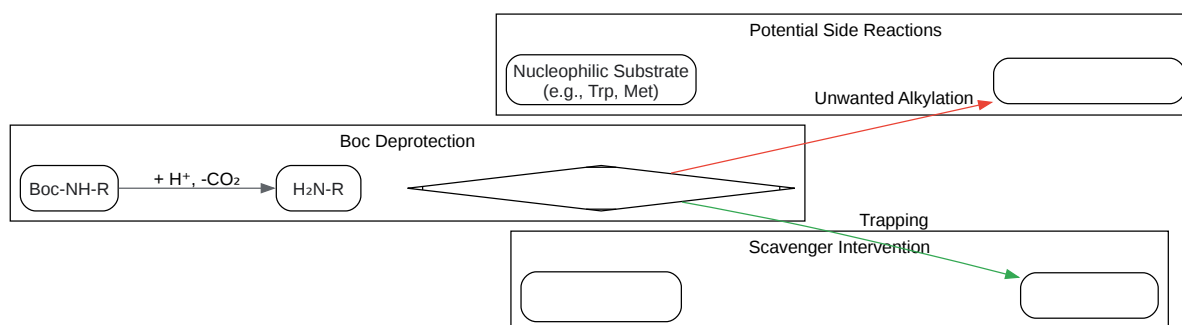 Potential Side Reactions
Nucleophilic Substrate
(e.g., Trp, Met)
Unwanted Alkylation
Boc Deprotection
Boc-NH-R
+ H⁺, -CO₂
H₂N-R
Trapping
Scavenger Intervention